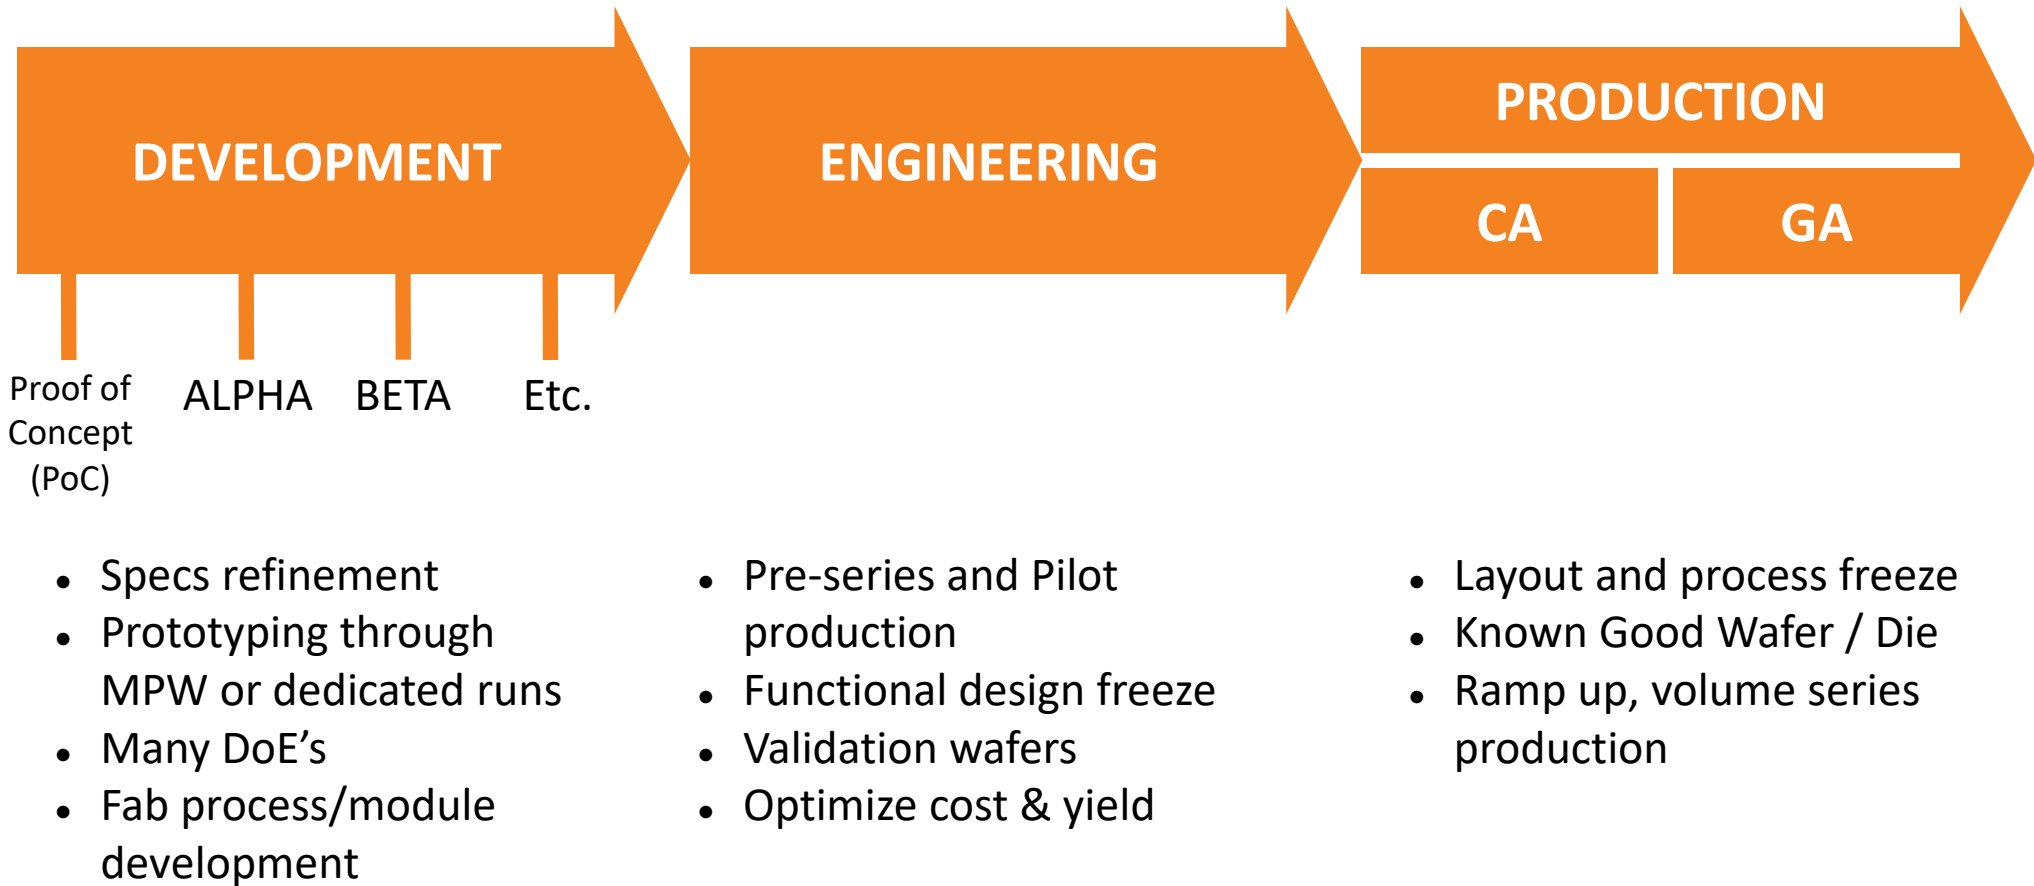 DEVELOPMENT
ENGINEERING
PRODUCTION
CA
GA
Proof of
Concept
(PoC)
ALPHA
BETA
Etc.
• Specs refinement
• Prototyping through
MPW or dedicated runs
• Many DoE’s
• Fab process/module
development
• Pre-series and Pilot
production
• Functional design freeze
• Validation wafers
• Optimize cost & yield
• Layout and process freeze
• Known Good Wafer / Die
• Ramp up, volume series
production